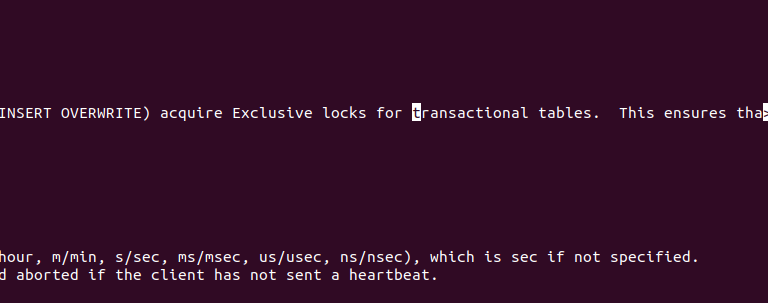 INSERT OVERWRITE) acquire Exclusive locks for transactional tables.  This ensures tha>
hour, m/min, s/sec, ms/msec, us/usec, ns/nsec), which is sec if not specified.
d aborted if the client has not sent a heartbeat.